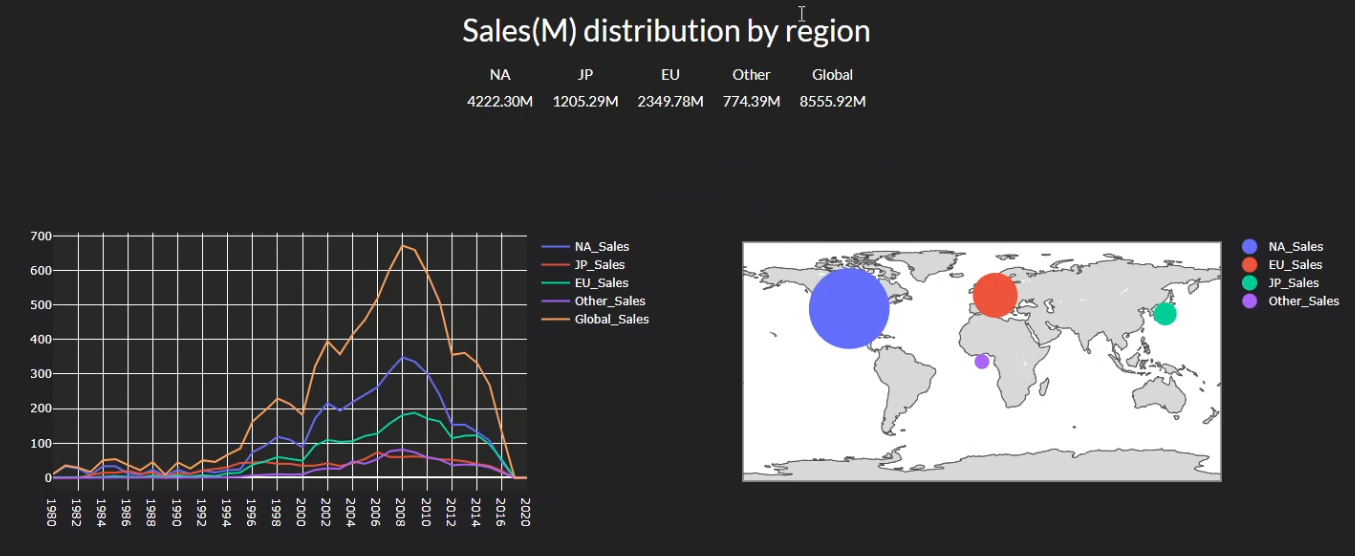 Sales(M) distribution by region
NA JP EU Other Global
4222.30M 1205.29M 2349.78M 774.39M 8555.92M
700
600
500
400
300
200
100
0
1980 1982 1984 1986 1988 1990 1992 1994 1996 1998 2000 2002 2004 2006 2008 2010 2012 2014 2016 2020
NA_Sales
JP_Sales
EU_Sales
Other_Sales
Global_Sales
NA_Sales
EU_Sales
JP_Sales
Other_Sales